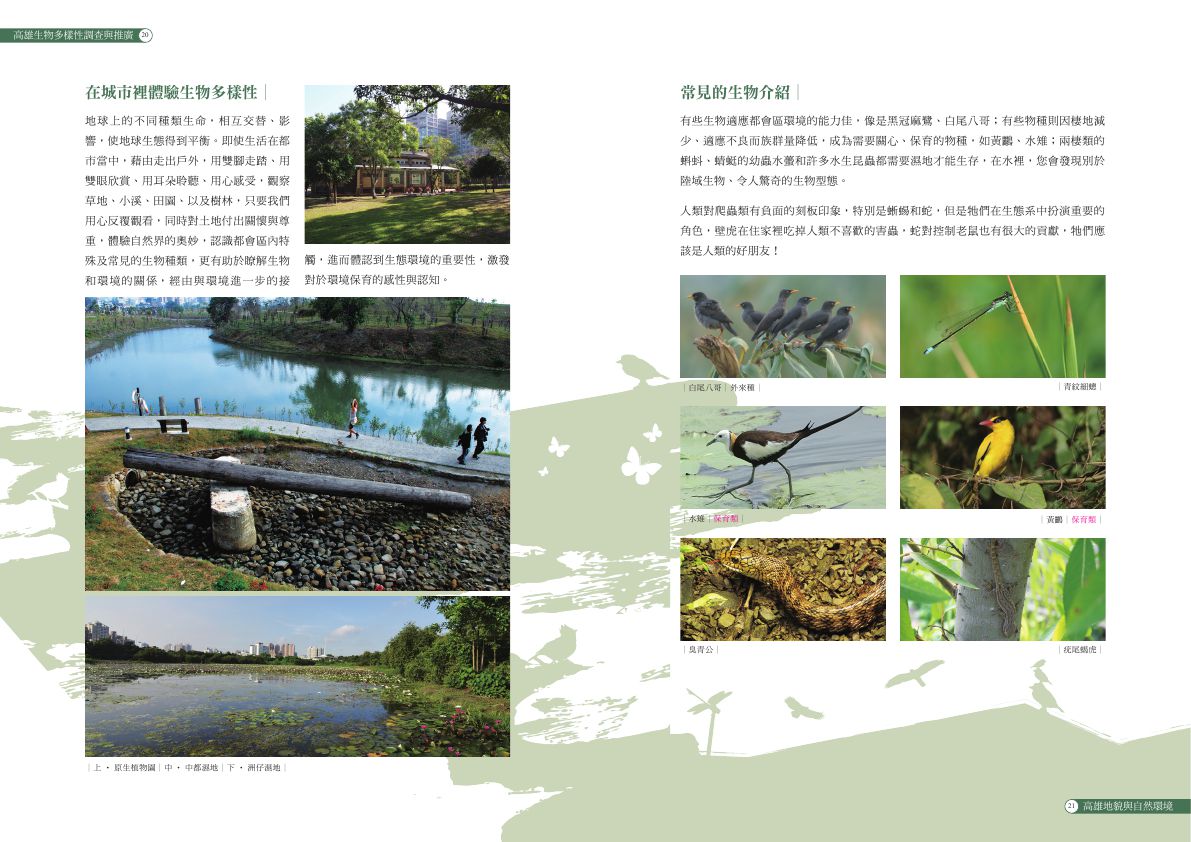 高雄生物多樣性調查與推廣 20
在城市裡體驗生物多樣性｜
地球上的不同種類生命，相互交替、影
響，使地球生態得到平衡。即使生活在都
市當中，藉由走出戶外，用雙腳走踏、用
雙眼欣賞、用耳朵聆聽、用心感受，觀察
草地、小溪、田園、以及樹林，只要我們
用心反覆觀看，同時對土地付出關懷與尊
重，體驗自然界的奧妙，認識都會區內特
殊及常見的生物種類，更有助於瞭解生物
和環境的關係，經由與環境進一步的接
觸，進而體認到生態環境的重要性，激發
對於環境保育的感性與認知。
｜上・原生植物園｜中・中都濕地｜下・洲仔濕地｜
常見的生物介紹｜
有些生物適應都會區環境的能力佳，像是黑冠麻鷺、白尾八哥；有些物種則因棲地減
少、適應不良而族群量降低，成為需要關心、保育的物種，如黃鸝、水雉；兩棲類的
蝌蚪、蜻蜓的幼蟲水蠆和許多水生昆蟲都需要濕地才能生存，在水裡，您會發現別於
陸域生物、令人驚奇的生物型態。
人類對爬蟲類有負面的刻板印象，特別是蜥蜴和蛇，但是牠們在生態系中扮演重要的
角色，壁虎在住家裡吃掉人類不喜歡的害蟲，蛇對控制老鼠也有很大的貢獻，牠們應
該是人類的好朋友！
｜白尾八哥｜外來種｜
｜青紋細蟌｜
｜水雉｜保育類｜
｜黃鸝｜保育類｜
｜臭青公｜
｜疣尾蝎虎｜
21 高雄地貌與自然環境